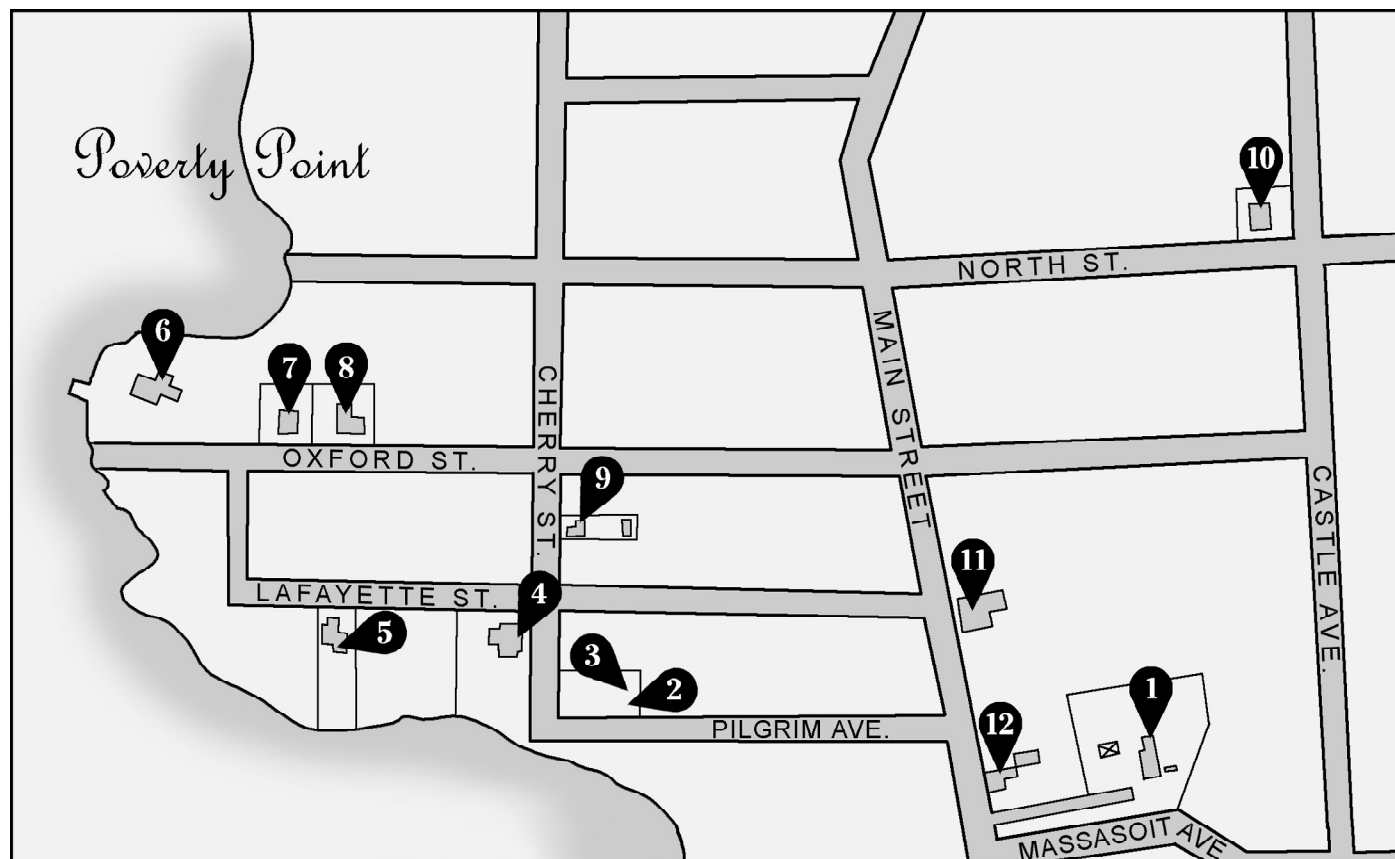 Poverty Point
10
NORTH ST.
6
7
8
MAIN STREET
CHERRY ST.
OXFORD ST.
9
CASTLE AVE.
11
LAFAYETTE ST.
4
5
3
2
1
PILGRIM AVE.
12
MASSASOIT AVE